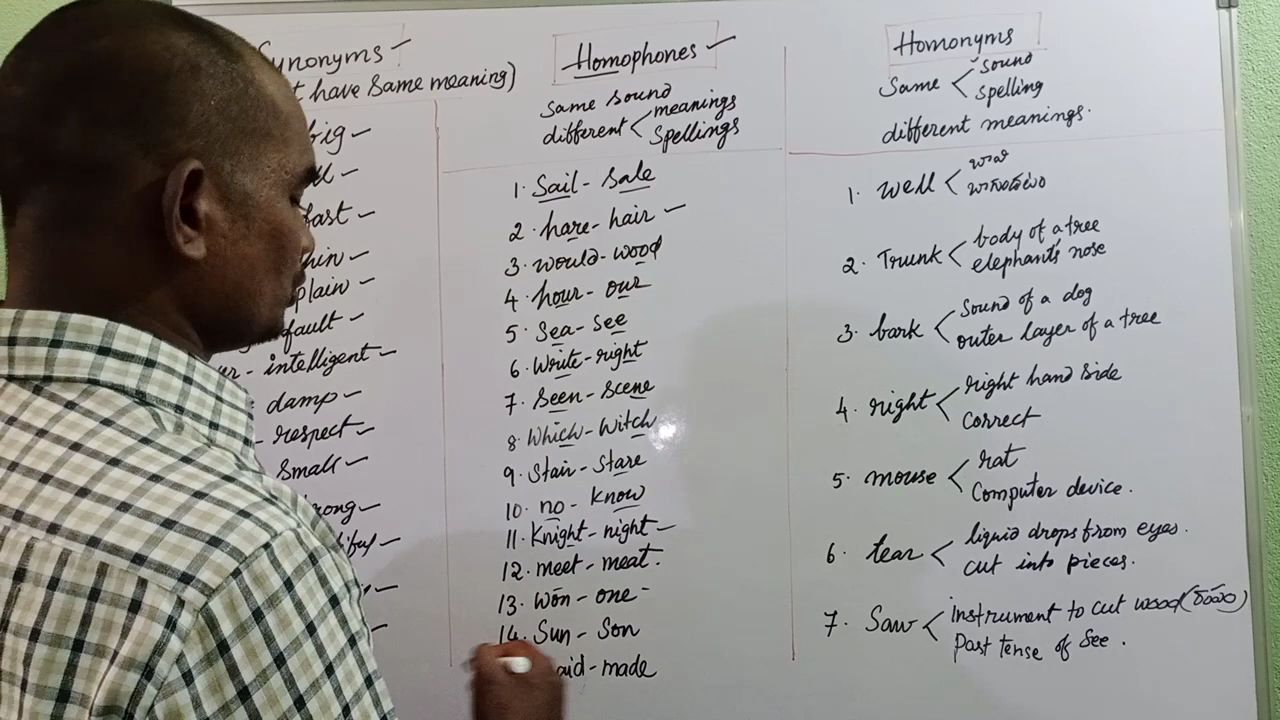 Synonyms
have same meaning)
big
fast
plain
fault
- intelligent
damp
- respect
Small
Homophones
same sound
different < meanings
spellings
1. Sail - Sale
2. hare - hair
3. would - wood
4. hour - our
5. Sea - See
6. Write - right
7. Seen - Scene
8. Which - Witch
9. Stair - Stare
10. no - know
11. Knight - night
12. meet - meat.
13. Won - one -
14. Sun - Son
aid - made
Homonyms
Same < sound
spelling
different meanings.
1. well <
2. Trunk < body of a tree
elephant's nose
3. bark < Sound of a dog
outer layer of a tree
4. right < right hand side
Correct
5. mouse < rat
Computer device.
6. tear < liquid drops from eyes.
cut into pieces.
7. Saw < instrument to cut wood
Past tense of See.